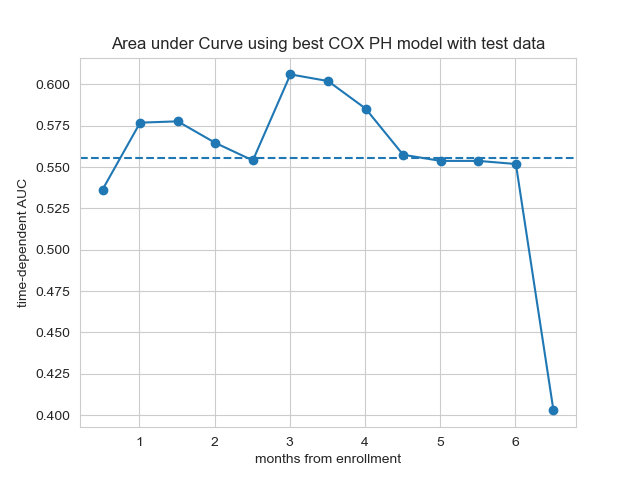 Area under Curve using best COX PH model with test data
time-dependent AUC
0.600
0.575
0.550
0.525
0.500
0.475
0.450
0.425
0.400
1 2 3 4 5 6
months from enrollment